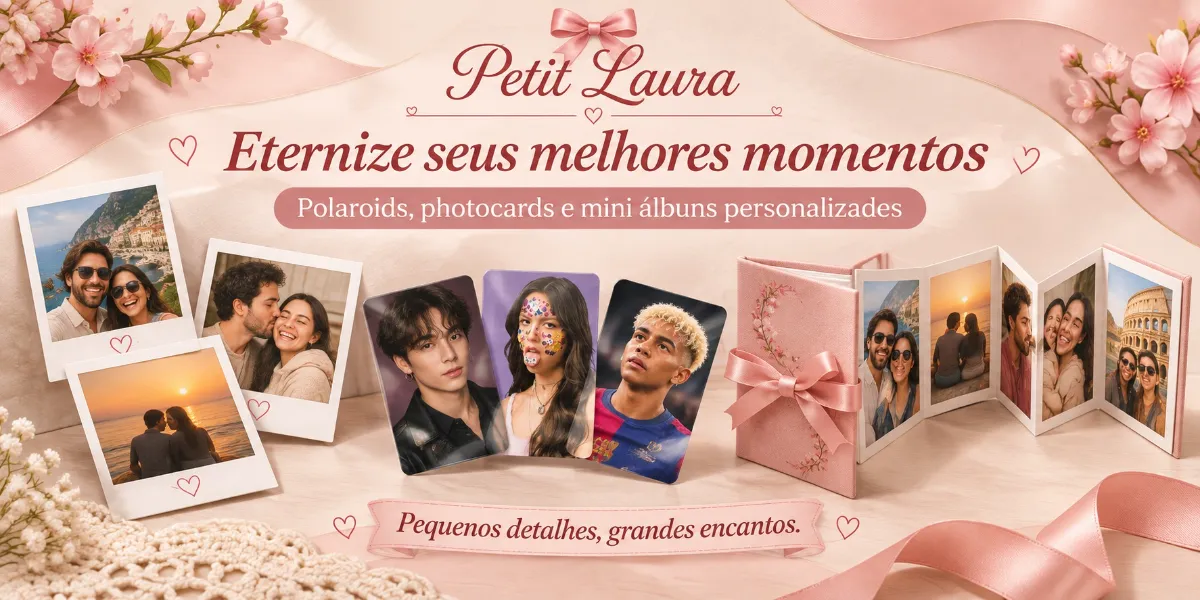 Petit Laura
Eternize seus melhores momentos
Polaroids, photocards e mini álbuns personalizades
Pequenos detalhes, grandes encantos.